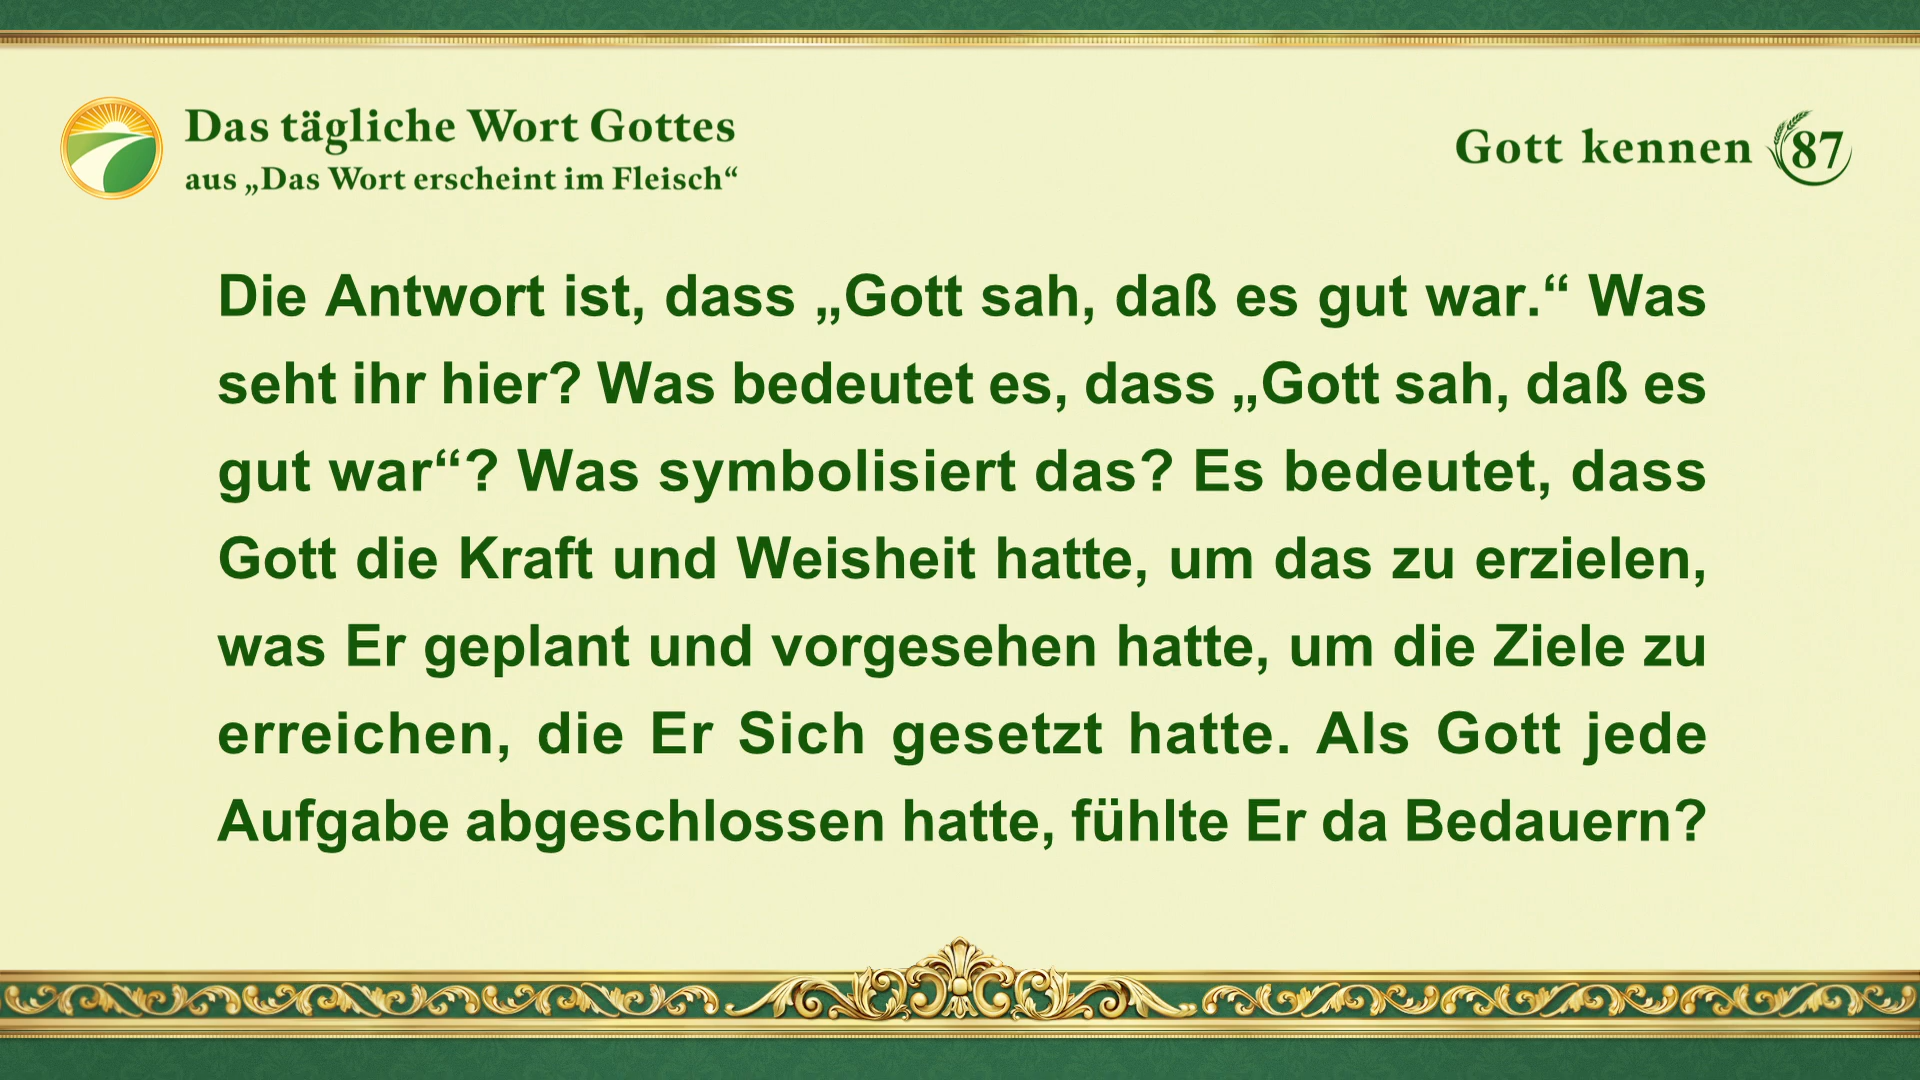 Das tägliche Wort Gottes
aus „Das Wort erscheint im Fleisch“
Gott kennen 87
Die Antwort ist, dass „Gott sah, daß es gut war.“ Was
seht ihr hier? Was bedeutet es, dass „Gott sah, daß es
gut war“? Was symbolisiert das? Es bedeutet, dass
Gott die Kraft und Weisheit hatte, um das zu erzielen,
was Er geplant und vorgesehen hatte, um die Ziele zu
erreichen, die Er Sich gesetzt hatte. Als Gott jede
Aufgabe abgeschlossen hatte, fühlte Er da Bedauern?